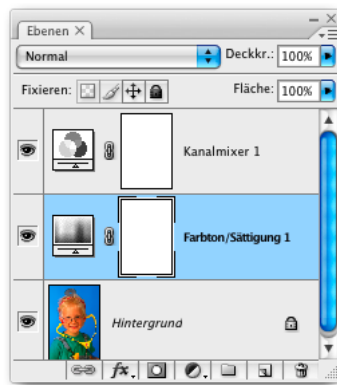 Ebenen
Normal
Deckkr.: 100%
Fixieren:
Fläche: 100%
Kanalmixer 1
Farbton/Sättigung 1
Hintergrund
fx.